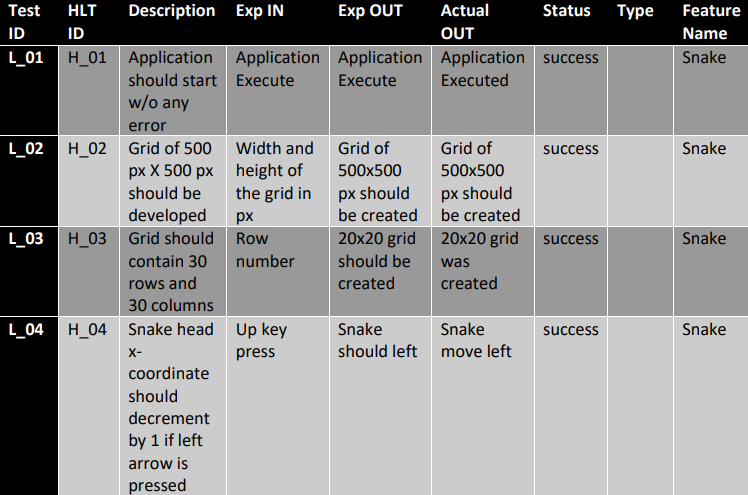 Test ID HLT ID Description Exp IN Exp OUT Actual OUT Status Type Feature Name
L_01 H_01 Application should start w/o any error Application Execute Application Execute Application Executed success Snake
L_02 H_02 Grid of 500 px X 500 px should be developed Width and height of the grid in px Grid of 500x500 px should be created Grid of 500x500 px should be created success Snake
L_03 H_03 Grid should contain 30 rows and 30 columns Row number 20x20 grid should be created 20x20 grid was created success Snake
L_04 H_04 Snake head x-coordinate should decrement by 1 if left arrow is pressed Up key press Snake should left Snake move left success Snake